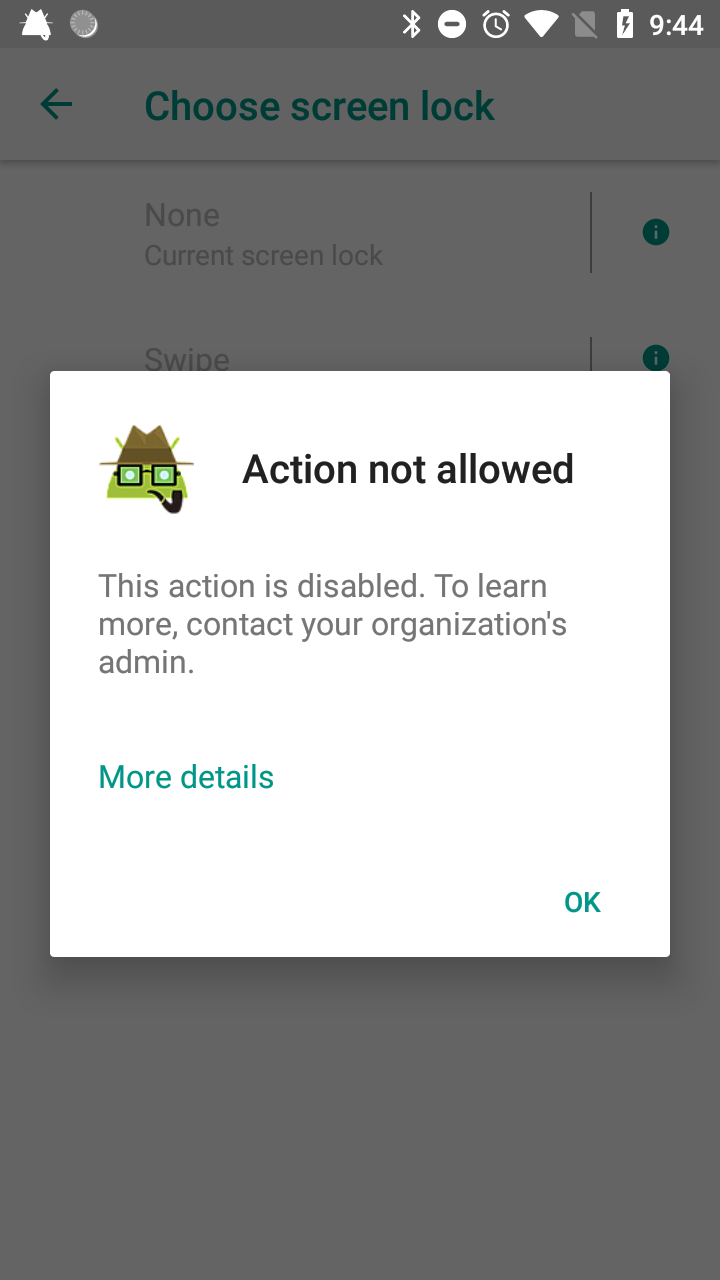 9:44
Choose screen lock
None
Current screen lock
Swipe
Action not allowed
This action is disabled. To learn
more, contact your organization's
admin.
More details
OK